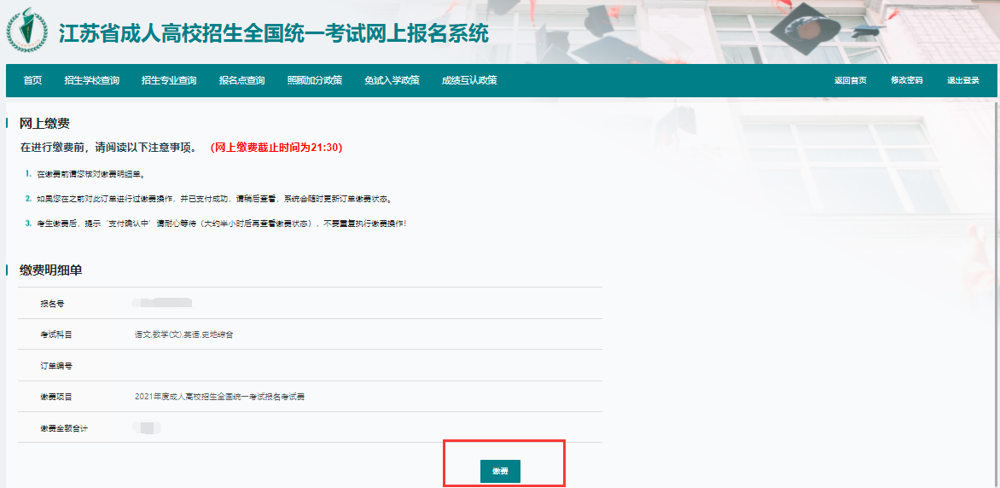 江苏省成人高校招生全国统一考试网上报名系统
首页 招生学校查询 招生专业查询 报名点查询 照顾加分政策 免试入学政策 成绩互认政策 返回首页 修改密码 退出登录
网上缴费
在进行缴费前，请阅读以下注意事项。 （网上缴费截止时间为21:30）
1. 在缴费前请您核对缴费明细单。
2. 如果您在之前对此订单进行过缴费操作，并已支付成功，请稍后查看，系统会随时更新订单缴费状态。
3. 考生缴费后，提示‘支付确认中’请耐心等待（大约半小时后再查看缴费状态），不要重复执行缴费操作！
缴费明细单
报名号
考试科目 语文,数学(文),英语,史地综合
订单编号
缴费项目 2021年度成人高校招生全国统一考试报名考试费
缴费金额合计
缴费